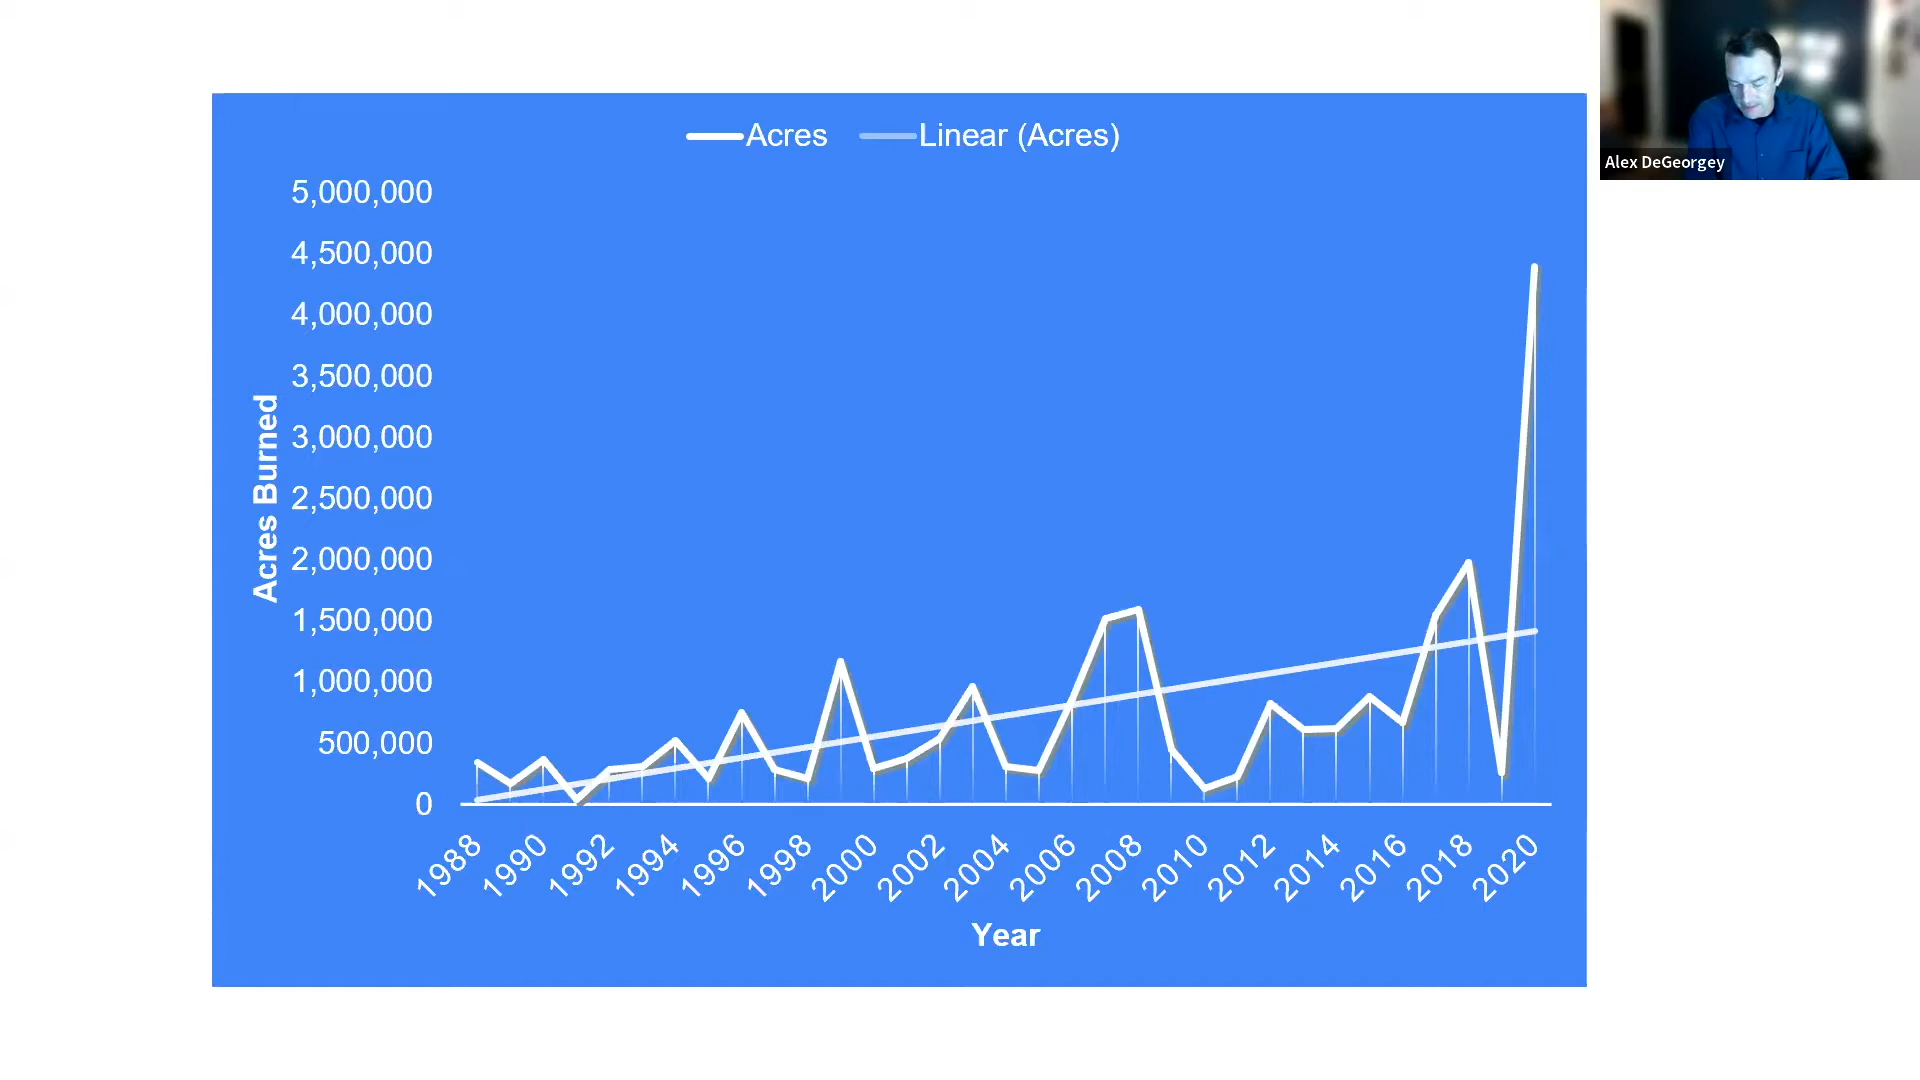 Acres Linear (Acres)
5,000,000
4,500,000
4,000,000
3,500,000
3,000,000
2,500,000
2,000,000
1,500,000
1,000,000
500,000
0
Acres Burned
1988 1990 1992 1994 1996 1998 2000 2002 2004 2006 2008 2010 2012 2014 2016 2018 2020
Year
Alex DeGeorgey